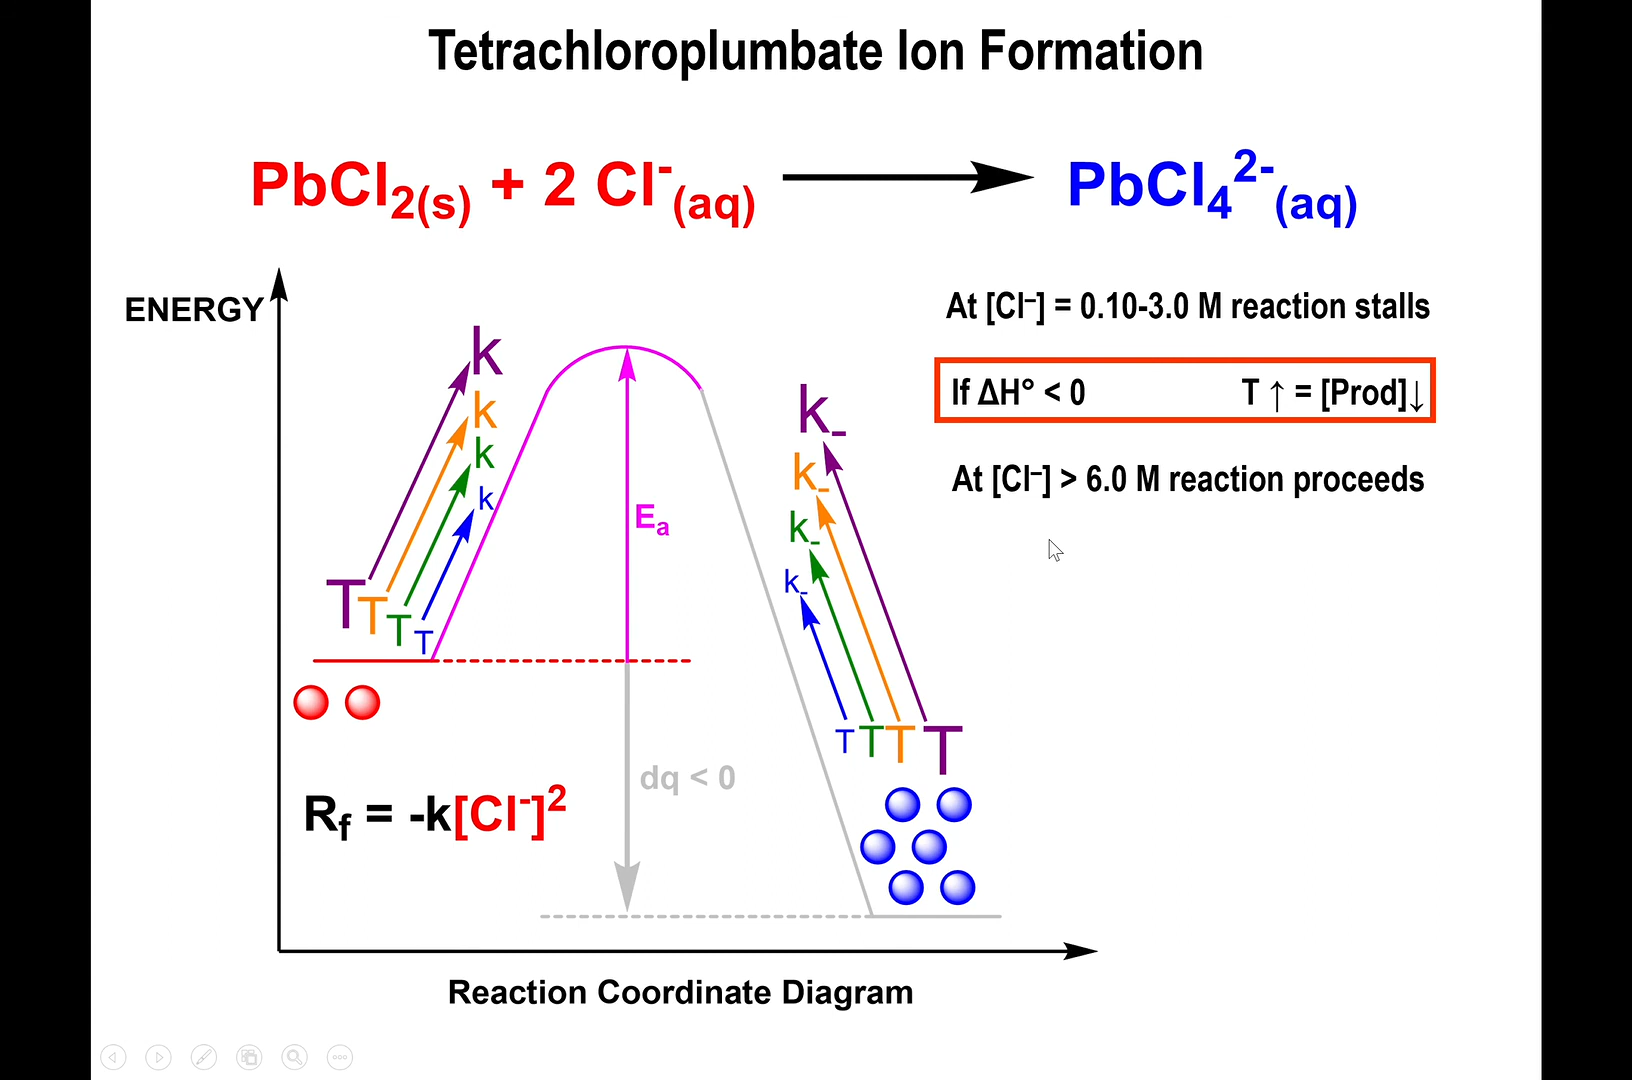 Tetrachloroplumbate Ion Formation
PbCl₂(s) + 2 Cl⁻(aq) ⟶ PbCl₄²⁻(aq)
ENERGY
At [Cl⁻] = 0.10-3.0 M reaction stalls
If ΔH° < 0 T ↑ = [Prod]↓
At [Cl⁻] > 6.0 M reaction proceeds
k
k
k
k
T T T T
Eₐ
k₋
k₋
k₋
k₋
T T T T
dq < 0
R_f = -k[Cl⁻]²
Reaction Coordinate Diagram